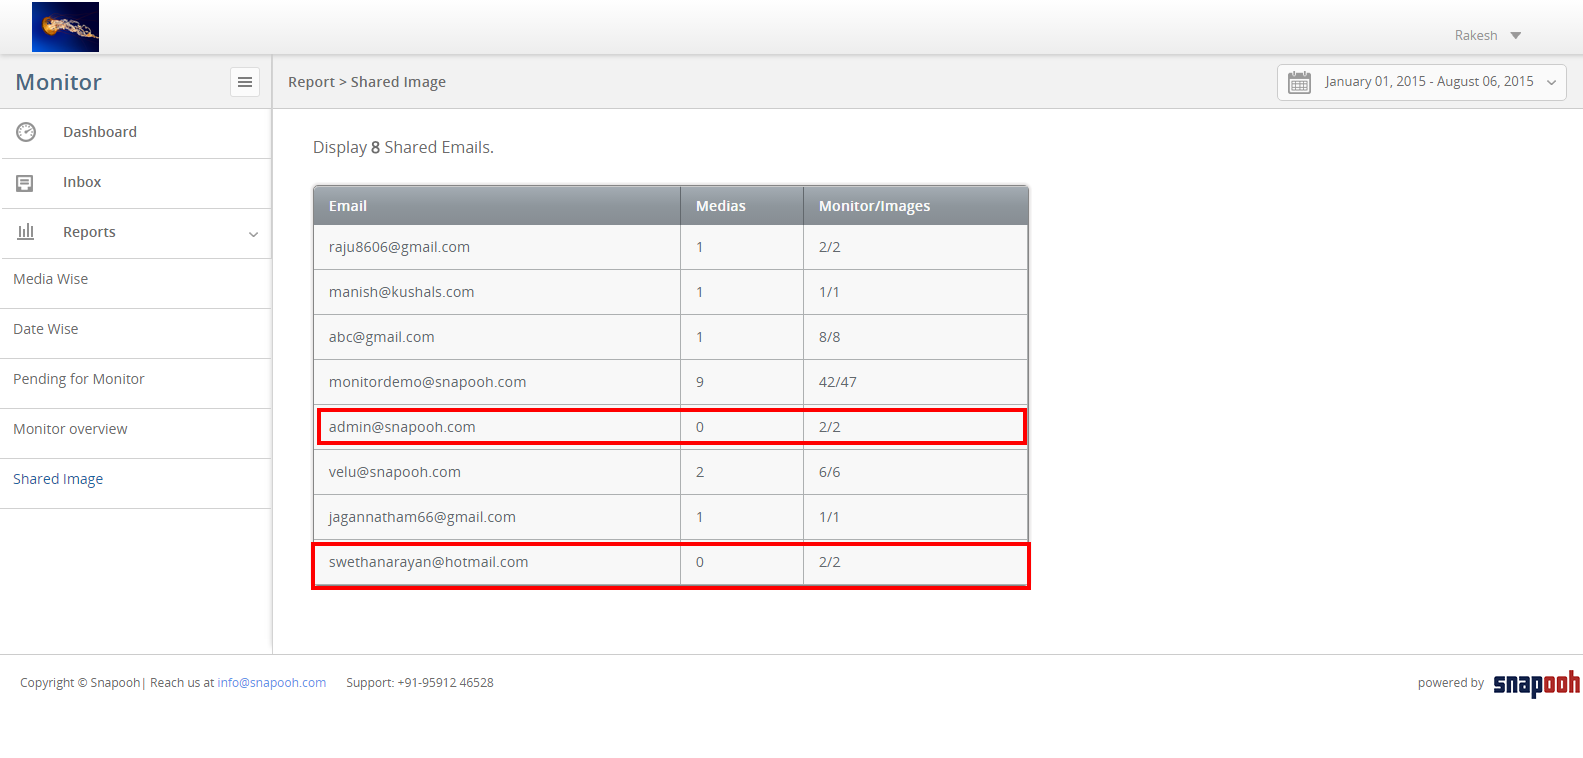 Rakesh
Monitor
Report > Shared Image
January 01, 2015 - August 06, 2015
Dashboard
Inbox
Reports
Media Wise
Date Wise
Pending for Monitor
Monitor overview
Shared Image
Display 8 Shared Emails.
Email Medias Monitor/Images
raju8606@gmail.com 1 2/2
manish@kushals.com 1 1/1
abc@gmail.com 1 8/8
monitordemo@snapooh.com 9 42/47
admin@snapooh.com 0 2/2
velu@snapooh.com 2 6/6
jagannatham66@gmail.com 1 1/1
swethanarayan@hotmail.com 0 2/2
Copyright © Snapooh| Reach us at info@snapooh.com Support: +91-95912 46528
powered by snapooh